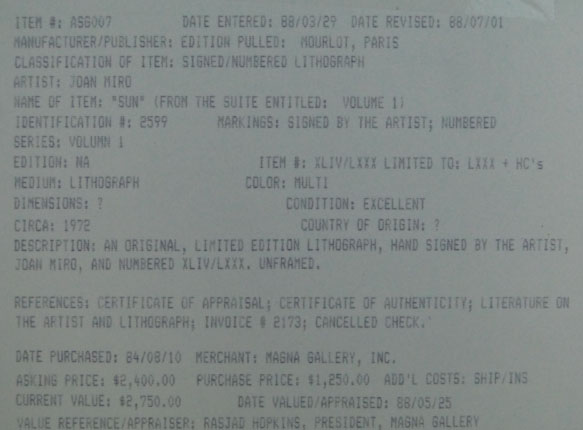 ITEM #: ASG007 DATE ENTERED: 88/03/29 DATE REVISED: 88/07/01
MANUFACTURER/PUBLISHER: EDITION PULLED: MOURLOT, PARIS
CLASSIFICATION OF ITEM: SIGNED/NUMBERED LITHOGRAPH
ARTIST: JOAN MIRO
NAME OF ITEM: "SUN" (FROM THE SUITE ENTITLED: VOLUME 1)
IDENTIFICATION #: 2599 MARKINGS: SIGNED BY THE ARTIST; NUMBERED
SERIES: VOLUMN 1
EDITION: NA ITEM #: XLIV/LXXX LIMITED TO: LXXX + HC's
MEDIUM: LITHOGRAPH COLOR: MULTI
DIMENSIONS: ? CONDITION: EXCELLENT
CIRCA: 1972 COUNTRY OF ORIGIN: ?
DESCRIPTION: AN ORIGINAL, LIMITED EDITION LITHOGRAPH, HAND SIGNED BY THE ARTIST,
JOAN MIRO, AND NUMBERED XLIV/LXXX. UNFRAMED.
REFERENCES: CERTIFICATE OF APPRAISAL; CERTIFICATE OF AUTHENTICITY; LITERATURE ON
THE ARTIST AND LITHOGRAPH; INVOICE # 2173; CANCELLED CHECK.
DATE PURCHASED: 84/08/10 MERCHANT: MAGNA GALLERY, INC.
ASKING PRICE: $2,400.00 PURCHASE PRICE: $1,250.00 ADD'L COSTS: SHIP/INS
CURRENT VALUE: $2,750.00 DATE VALUED/APPRAISED: 88/05/25
VALUE REFERENCE/APPRAISER: RASJAD HOPKINS, PRESIDENT, MAGNA GALLERY